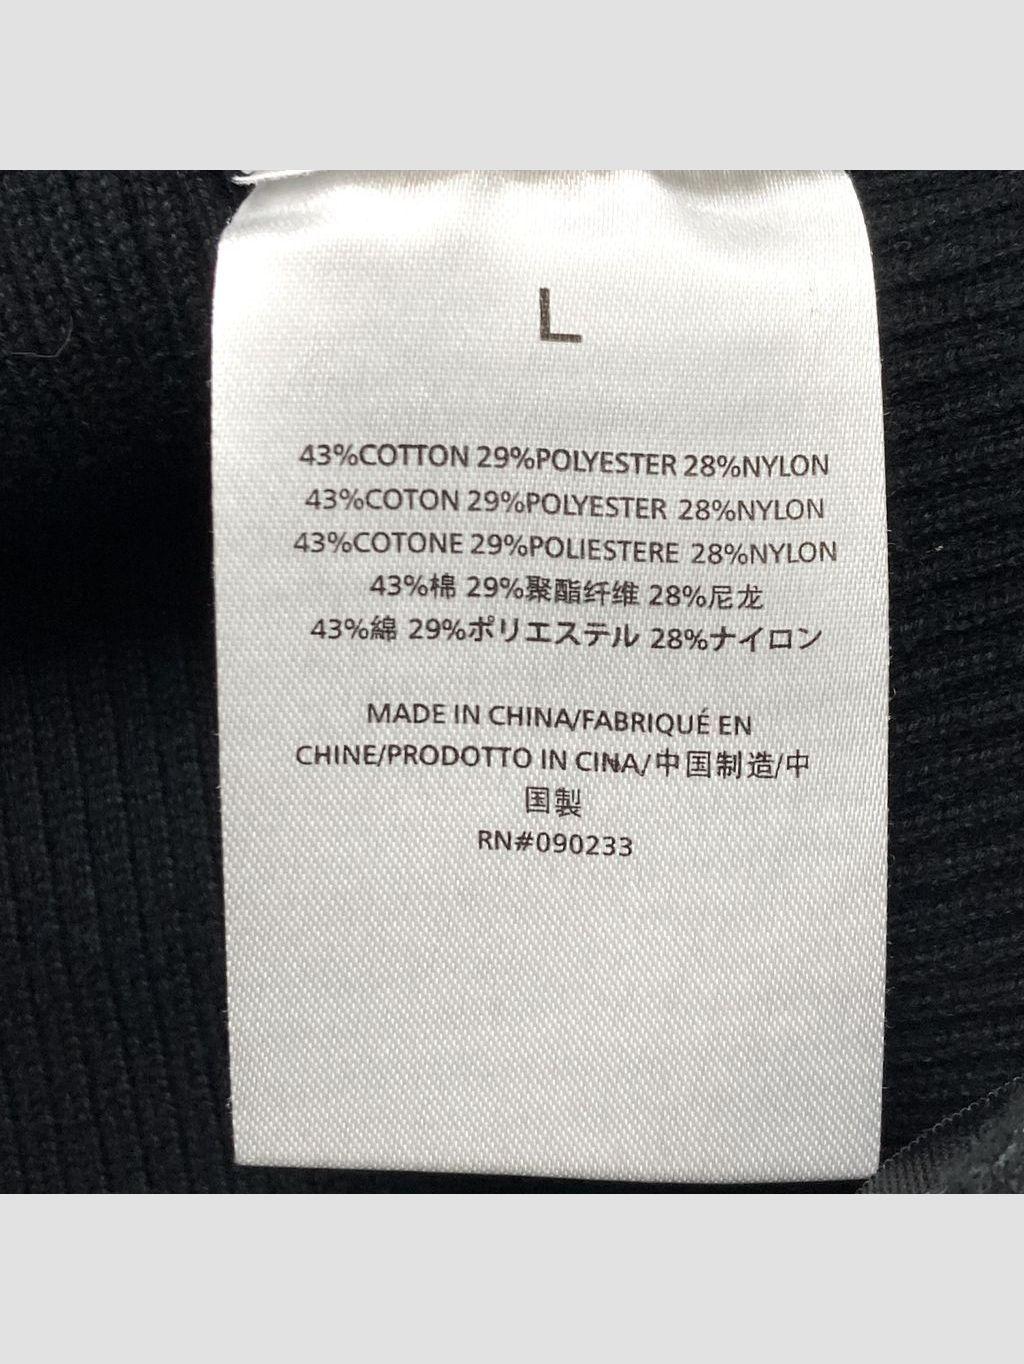 L
43%COTTON 29%POLYESTER 28%NYLON
43%COTON 29%POLYESTER 28%NYLON
43%COTONE 29%POLIESTERE 28%NYLON
43%棉 29%聚酯纤维 28%尼龙
43%綿 29%ポリエステル 28%ナイロン
MADE IN CHINA/FABRIQUÉ EN
CHINE/PRODOTTO IN CINA/中国制造/中
国製
RN#090233